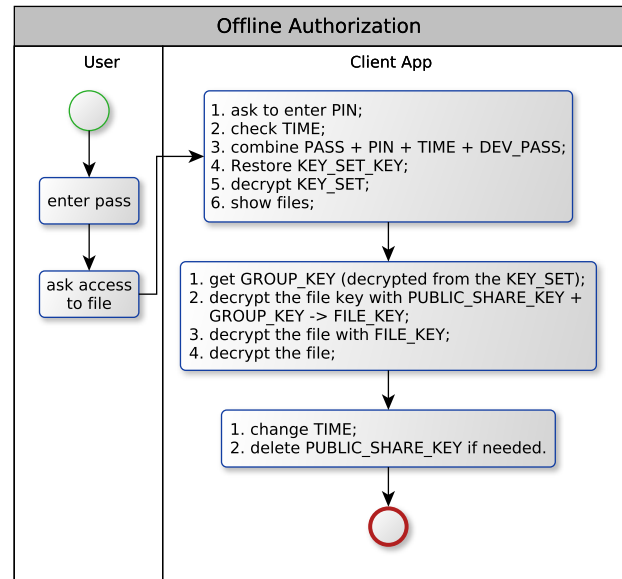 Offline Authorization
User
Client App
enter pass
ask access
to file
1. ask to enter PIN;
2. check TIME;
3. combine PASS + PIN + TIME + DEV_PASS;
4. Restore KEY_SET_KEY;
5. decrypt KEY_SET;
6. show files;
1. get GROUP_KEY (decrypted from the KEY_SET);
2. decrypt the file key with PUBLIC_SHARE_KEY +
GROUP_KEY -> FILE_KEY;
3. decrypt the file with FILE_KEY;
4. decrypt the file;
1. change TIME;
2. delete PUBLIC_SHARE_KEY if needed.